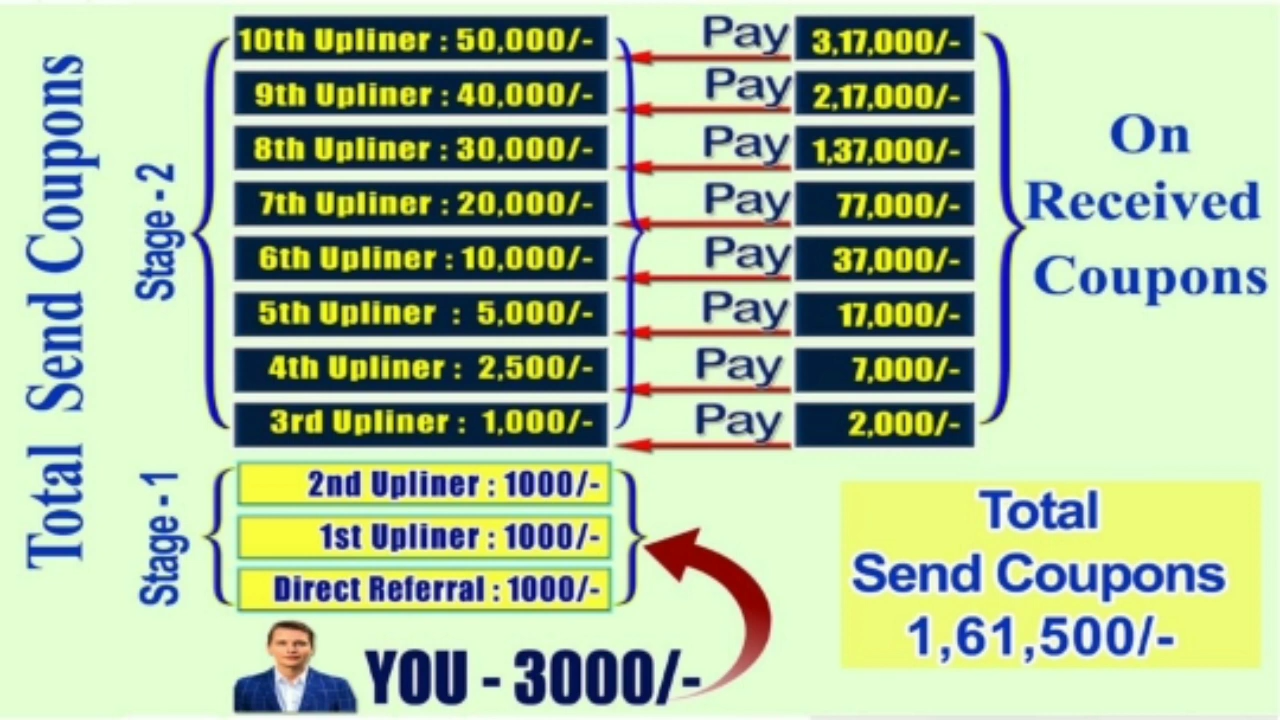 Total Send Coupons
Stage - 2
10th Upliner : 50,000/- Pay 3,17,000/-
9th Upliner : 40,000/- Pay 2,17,000/-
8th Upliner : 30,000/- Pay 1,37,000/-
7th Upliner : 20,000/- Pay 77,000/-
6th Upliner : 10,000/- Pay 37,000/-
5th Upliner : 5,000/- Pay 17,000/-
4th Upliner : 2,500/- Pay 7,000/-
3rd Upliner : 1,000/- Pay 2,000/-
On
Received
Coupons
Stage - 1
2nd Upliner : 1000/-
1st Upliner : 1000/-
Direct Referral : 1000/-
YOU - 3000/-
Total
Send Coupons
1,61,500/-